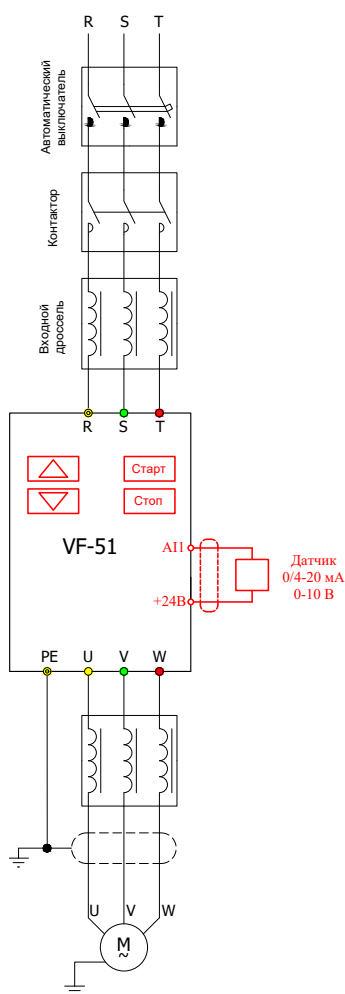 R S T
Автоматический
выключатель
Контактор
Входной
дроссель
R S T
Старт
Стоп
VF-51
AI1
+24В
Датчик
0/4-20 мА
0-10 В
PE U V W
U V W
M
~